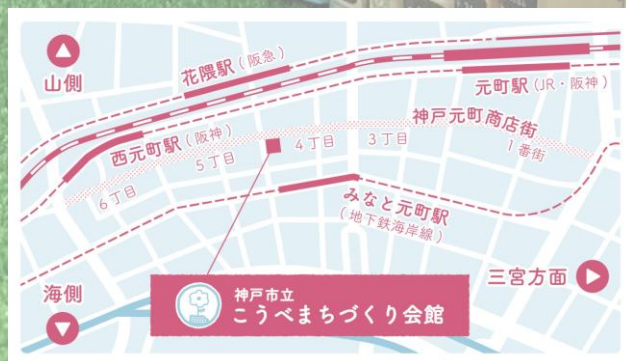 山側
花隈駅(阪急)
元町駅(JR・阪神)
神戸元町商店街
西元町駅(阪神)
6丁目
5丁目
4丁目
3丁目
1番街
みなと元町駅
(地下鉄海岸線)
三宮方面
海側
神戸市立
こうべまちづくり会館